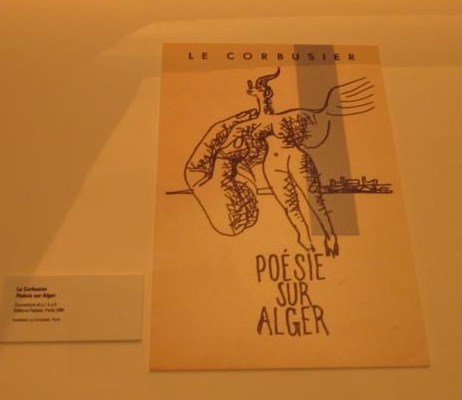 LE CORBUSIER
POÉSIE
SUR
ALGER
Le Corbusier
Poésie sur Alger